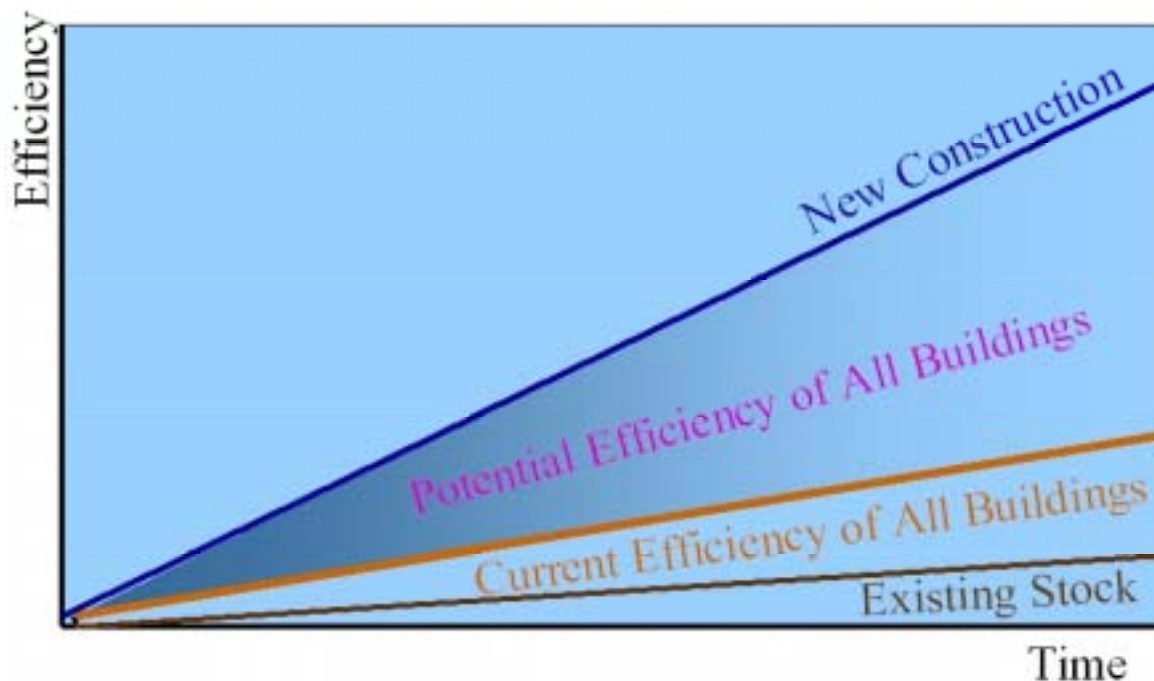 Efficiency
New Construction
Potential Efficiency of All Buildings
Current Efficiency of All Buildings
Existing Stock
Time